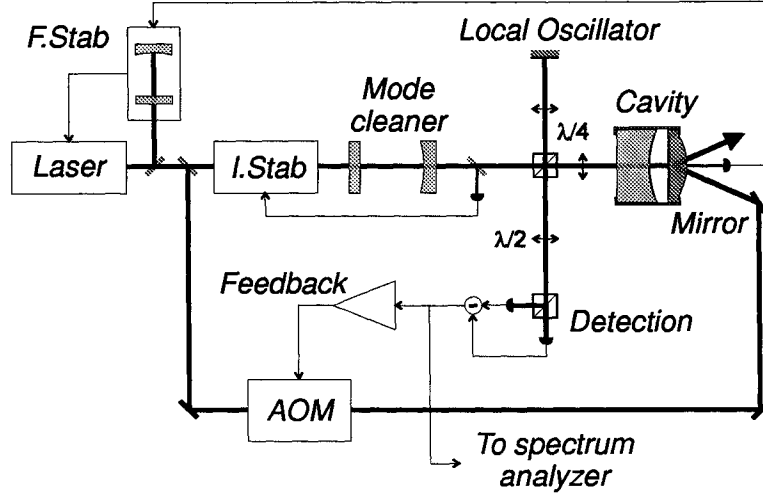 F.Stab
Local Oscillator
Mode
cleaner
Cavity
λ/4
Laser
I.Stab
Mirror
λ/2
Feedback
Detection
AOM
To spectrum
analyzer